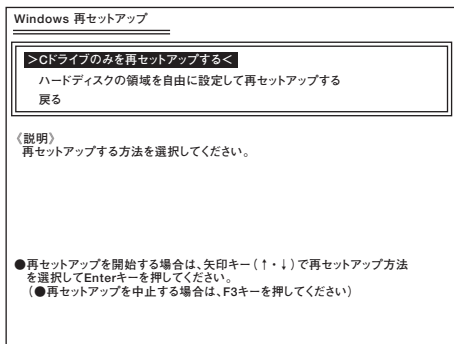 Windows 再セットアップ
>Cドライブのみを再セットアップする<
ハードディスクの領域を自由に設定して再セットアップする
戻る
《説明》
再セットアップする方法を選択してください。
●再セットアップを開始する場合は、矢印キー(↑・↓)で再セットアップ方法
を選択してEnterキーを押してください。
(●再セットアップを中止する場合は、F3キーを押してください)